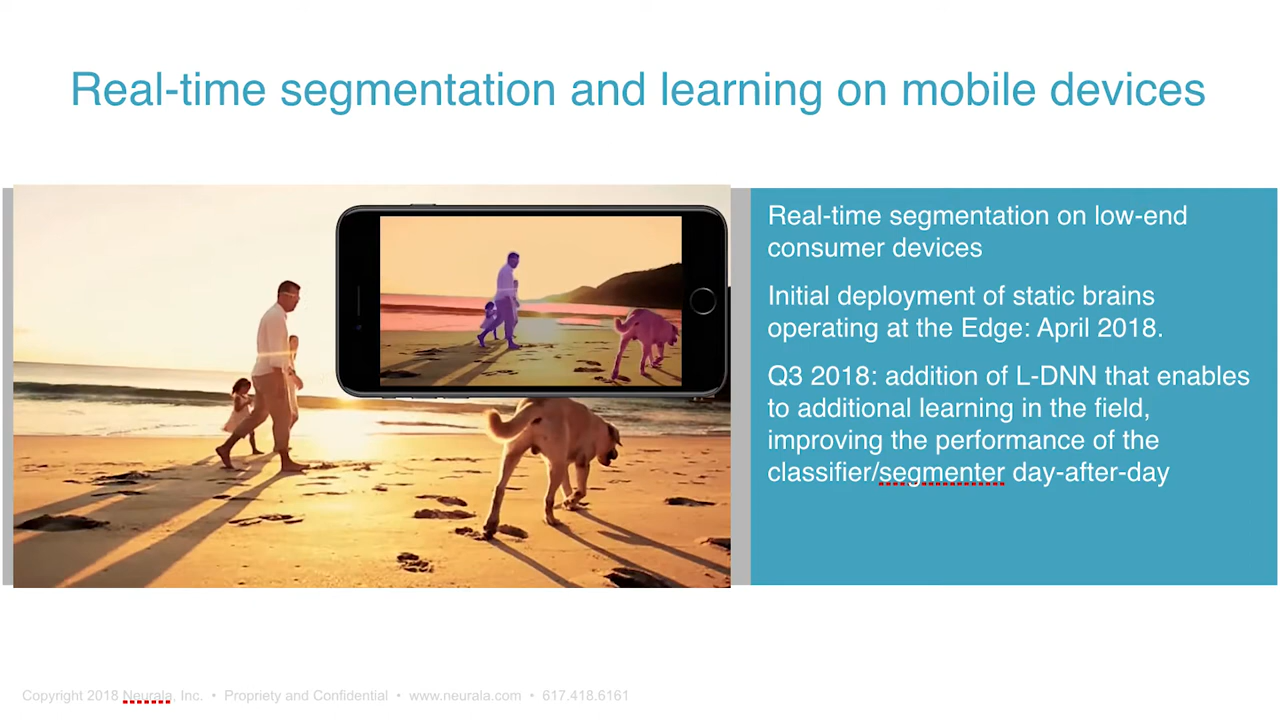 Real-time segmentation and learning on mobile devices
Real-time segmentation on low-end
consumer devices
Initial deployment of static brains
operating at the Edge: April 2018.
Q3 2018: addition of L-DNN that enables
to additional learning in the field,
improving the performance of the
classifier/segmenter day-after-day
Copyright 2018 Neurala, Inc. • Propriety and Confidential • www.neurala.com • 617.418.6161